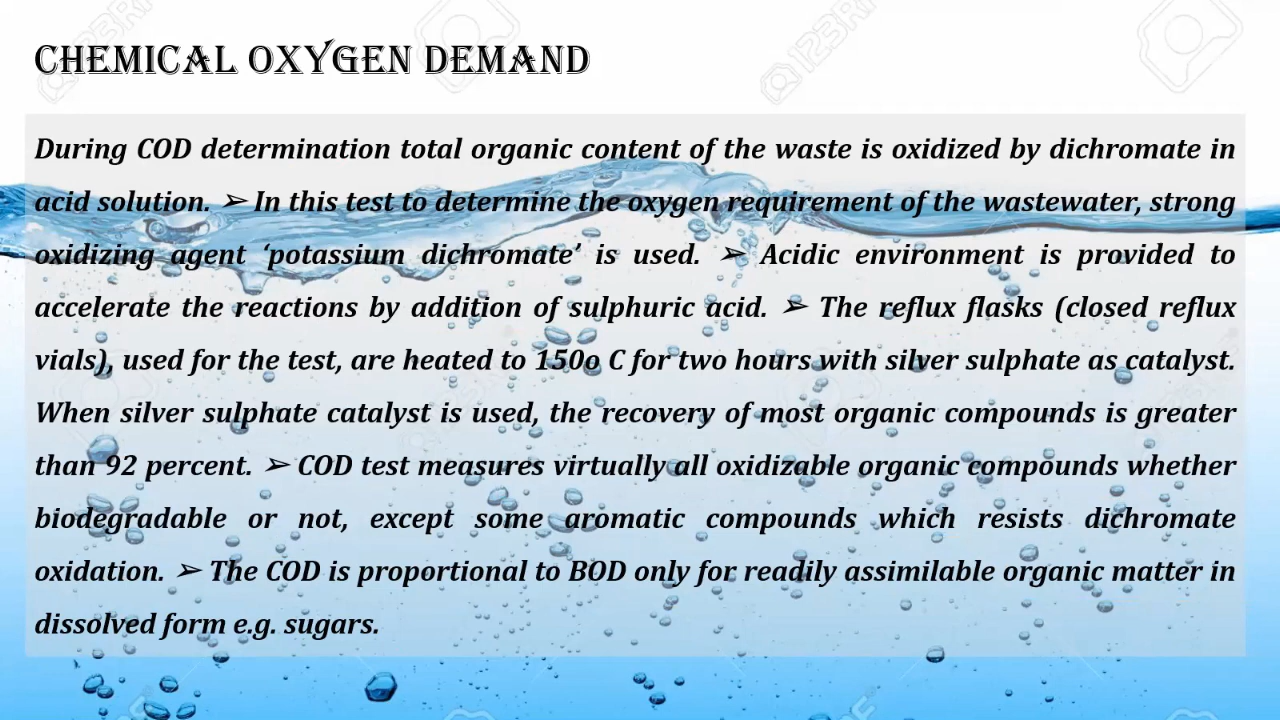 CHEMICAL OXYGEN DEMAND
During COD determination total organic content of the waste is oxidized by dichromate in
acid solution. ➢ In this test to determine the oxygen requirement of the wastewater, strong
oxidizing agent ‘potassium dichromate’ is used. ➢ Acidic environment is provided to
accelerate the reactions by addition of sulphuric acid. ➢ The reflux flasks (closed reflux
vials), used for the test, are heated to 150o C for two hours with silver sulphate as catalyst.
When silver sulphate catalyst is used, the recovery of most organic compounds is greater
than 92 percent. ➢ COD test measures virtually all oxidizable organic compounds whether
biodegradable or not, except some aromatic compounds which resists dichromate
oxidation. ➢ The COD is proportional to BOD only for readily assimilable organic matter in
dissolved form e.g. sugars.